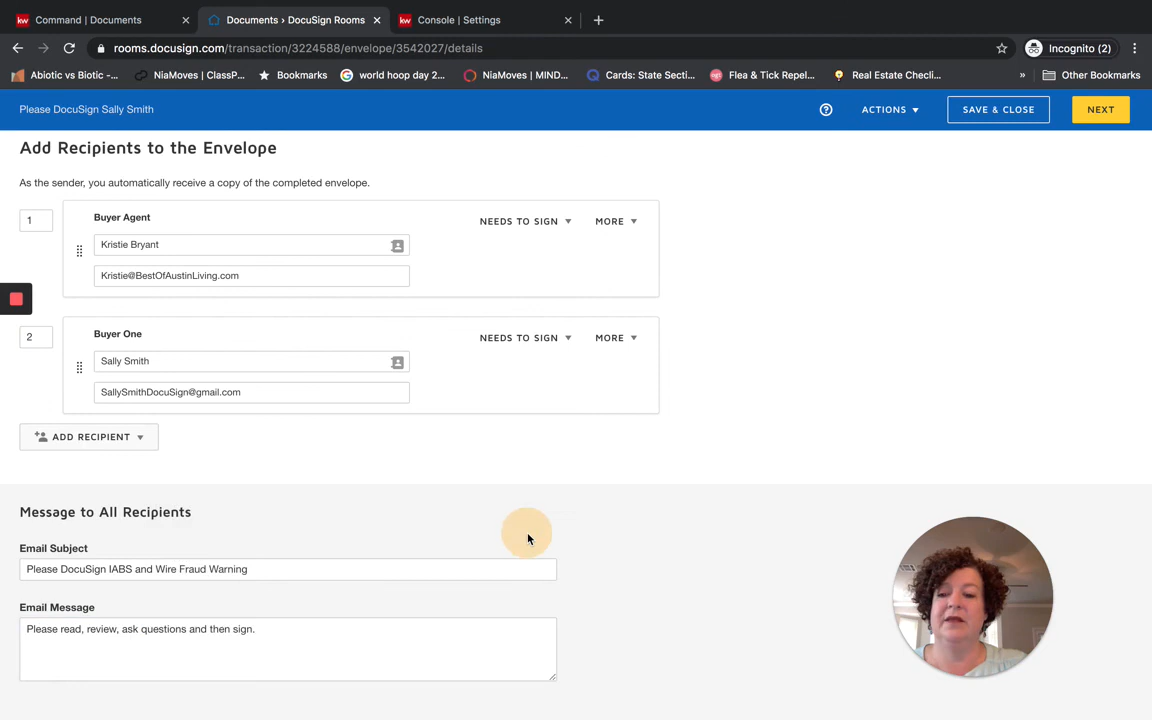 kw Command | Documents
Documents › DocuSign Rooms
kw Console | Settings
rooms.docusign.com/transaction/3224588/envelope/3542027/details
Incognito (2)
Abiotic vs Biotic -...
NiaMoves | ClassP...
Bookmarks
world hoop day 2...
NiaMoves | MIND...
Cards: State Secti...
Flea & Tick Repel...
Real Estate Checkli...
»
Other Bookmarks
Please DocuSign Sally Smith
ACTIONS
SAVE & CLOSE
NEXT
Add Recipients to the Envelope
As the sender, you automatically receive a copy of the completed envelope.
1
Buyer Agent
NEEDS TO SIGN
MORE
Kristie Bryant
Kristie@BestOfAustinLiving.com
2
Buyer One
NEEDS TO SIGN
MORE
Sally Smith
SallySmithDocuSign@gmail.com
ADD RECIPIENT
Message to All Recipients
Email Subject
Please DocuSign IABS and Wire Fraud Warning
Email Message
Please read, review, ask questions and then sign.